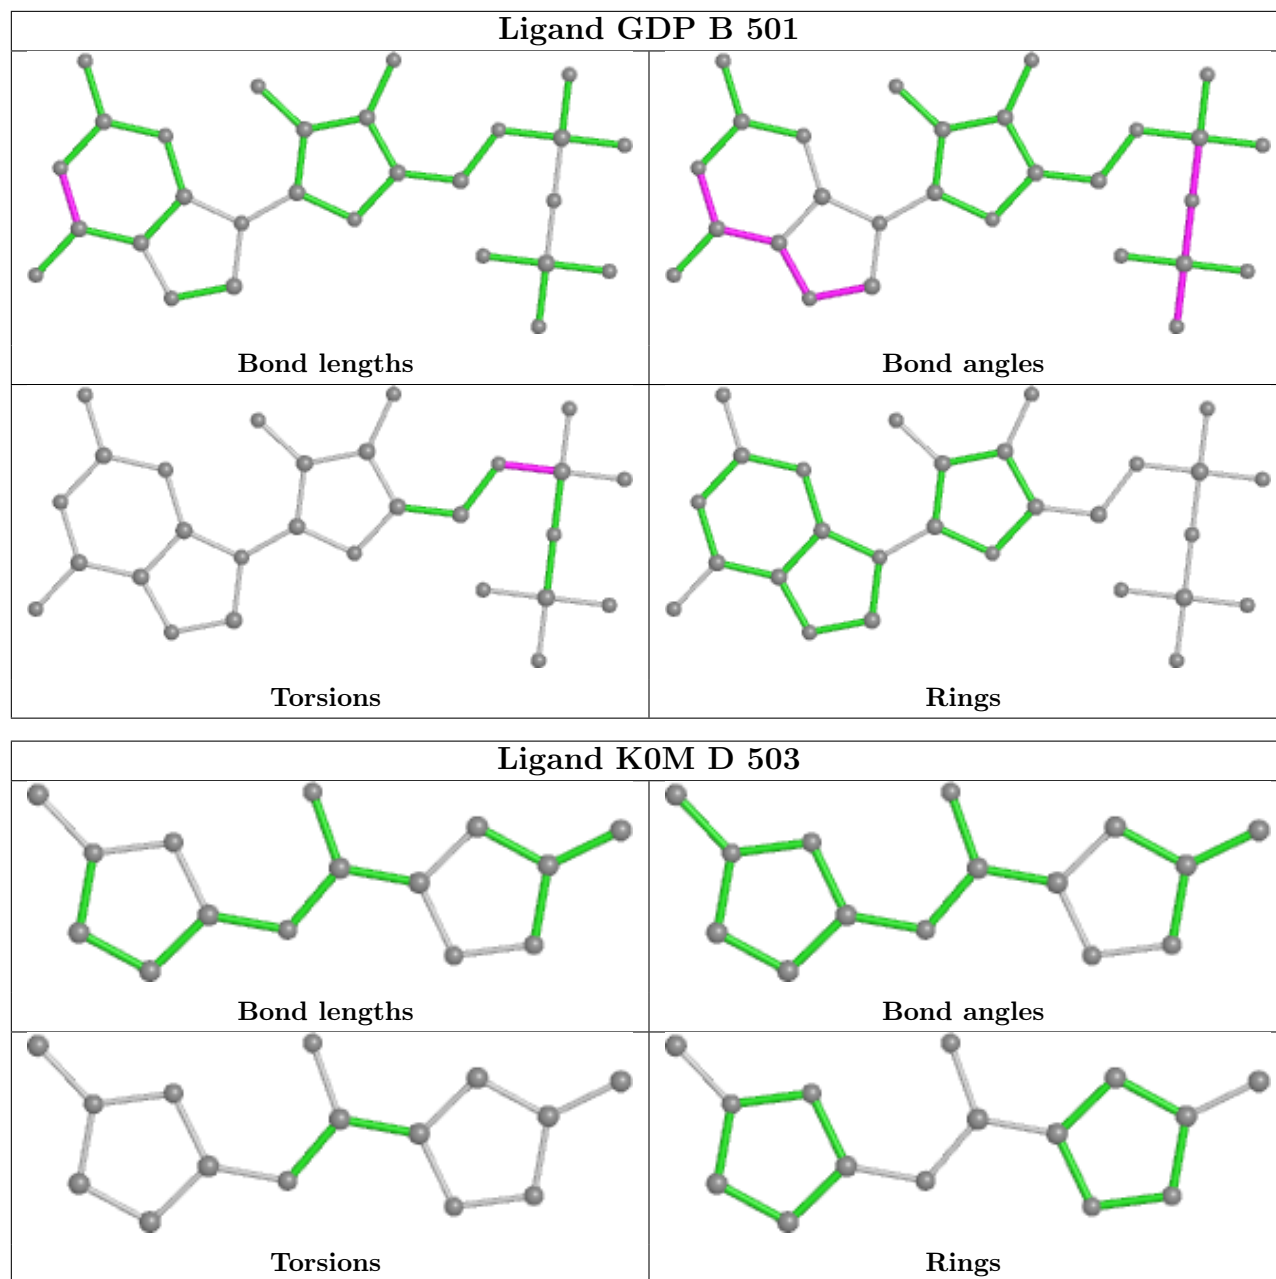 Ligand GDP B 501
Bond lengths
Bond angles
Torsions
Rings
Ligand K0M D 503
Bond lengths
Bond angles
Torsions
Rings